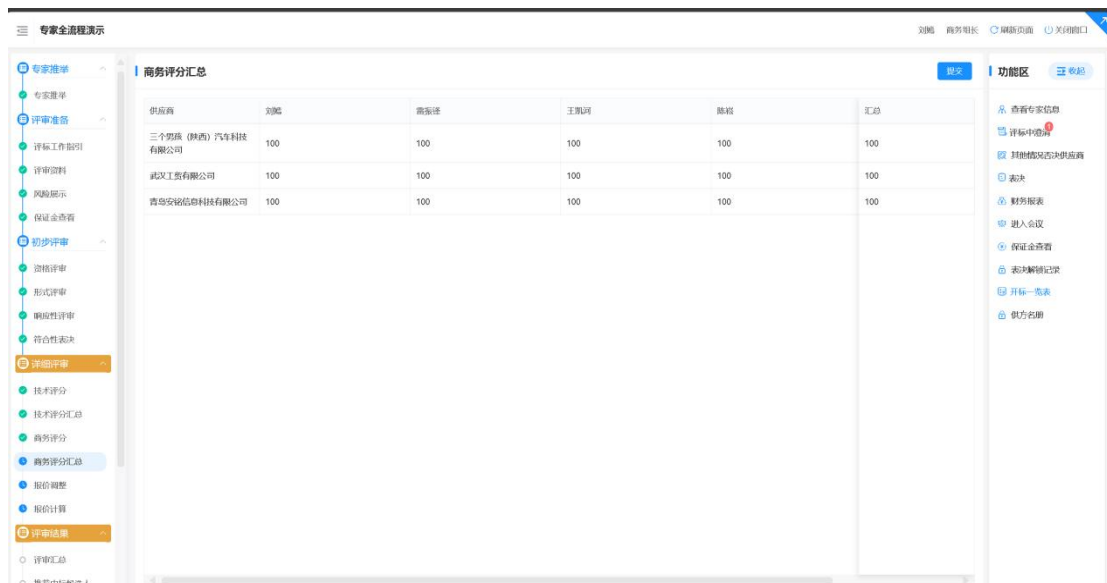 专家全流程演示
刘嫣 商务组长 刷新页面 关闭窗口
专家推举
专家推举
评审准备
评标工作指引
评审资料
风险展示
保证金查看
初步评审
资格评审
形式评审
响应性评审
符合性表决
详细评审
技术评分
技术评分汇总
商务评分
商务评分汇总
报价调整
报价计算
评审结果
评审汇总
商务评分汇总
提交
供应商 王凯河 汇总
三个男孩(陕西)汽车科技
有限公司
100 100 100 100 100
武汉工贸有限公司 100 100 100 100 100
青岛安铭信息科技有限公司 100 100 100 100 100
功能区 收起
查看专家信息
评标中澄清 1
其他情况否决供应商
表决
财务报表
进入会议
保证金查看
表决解锁记录
开标一览表
供方名册